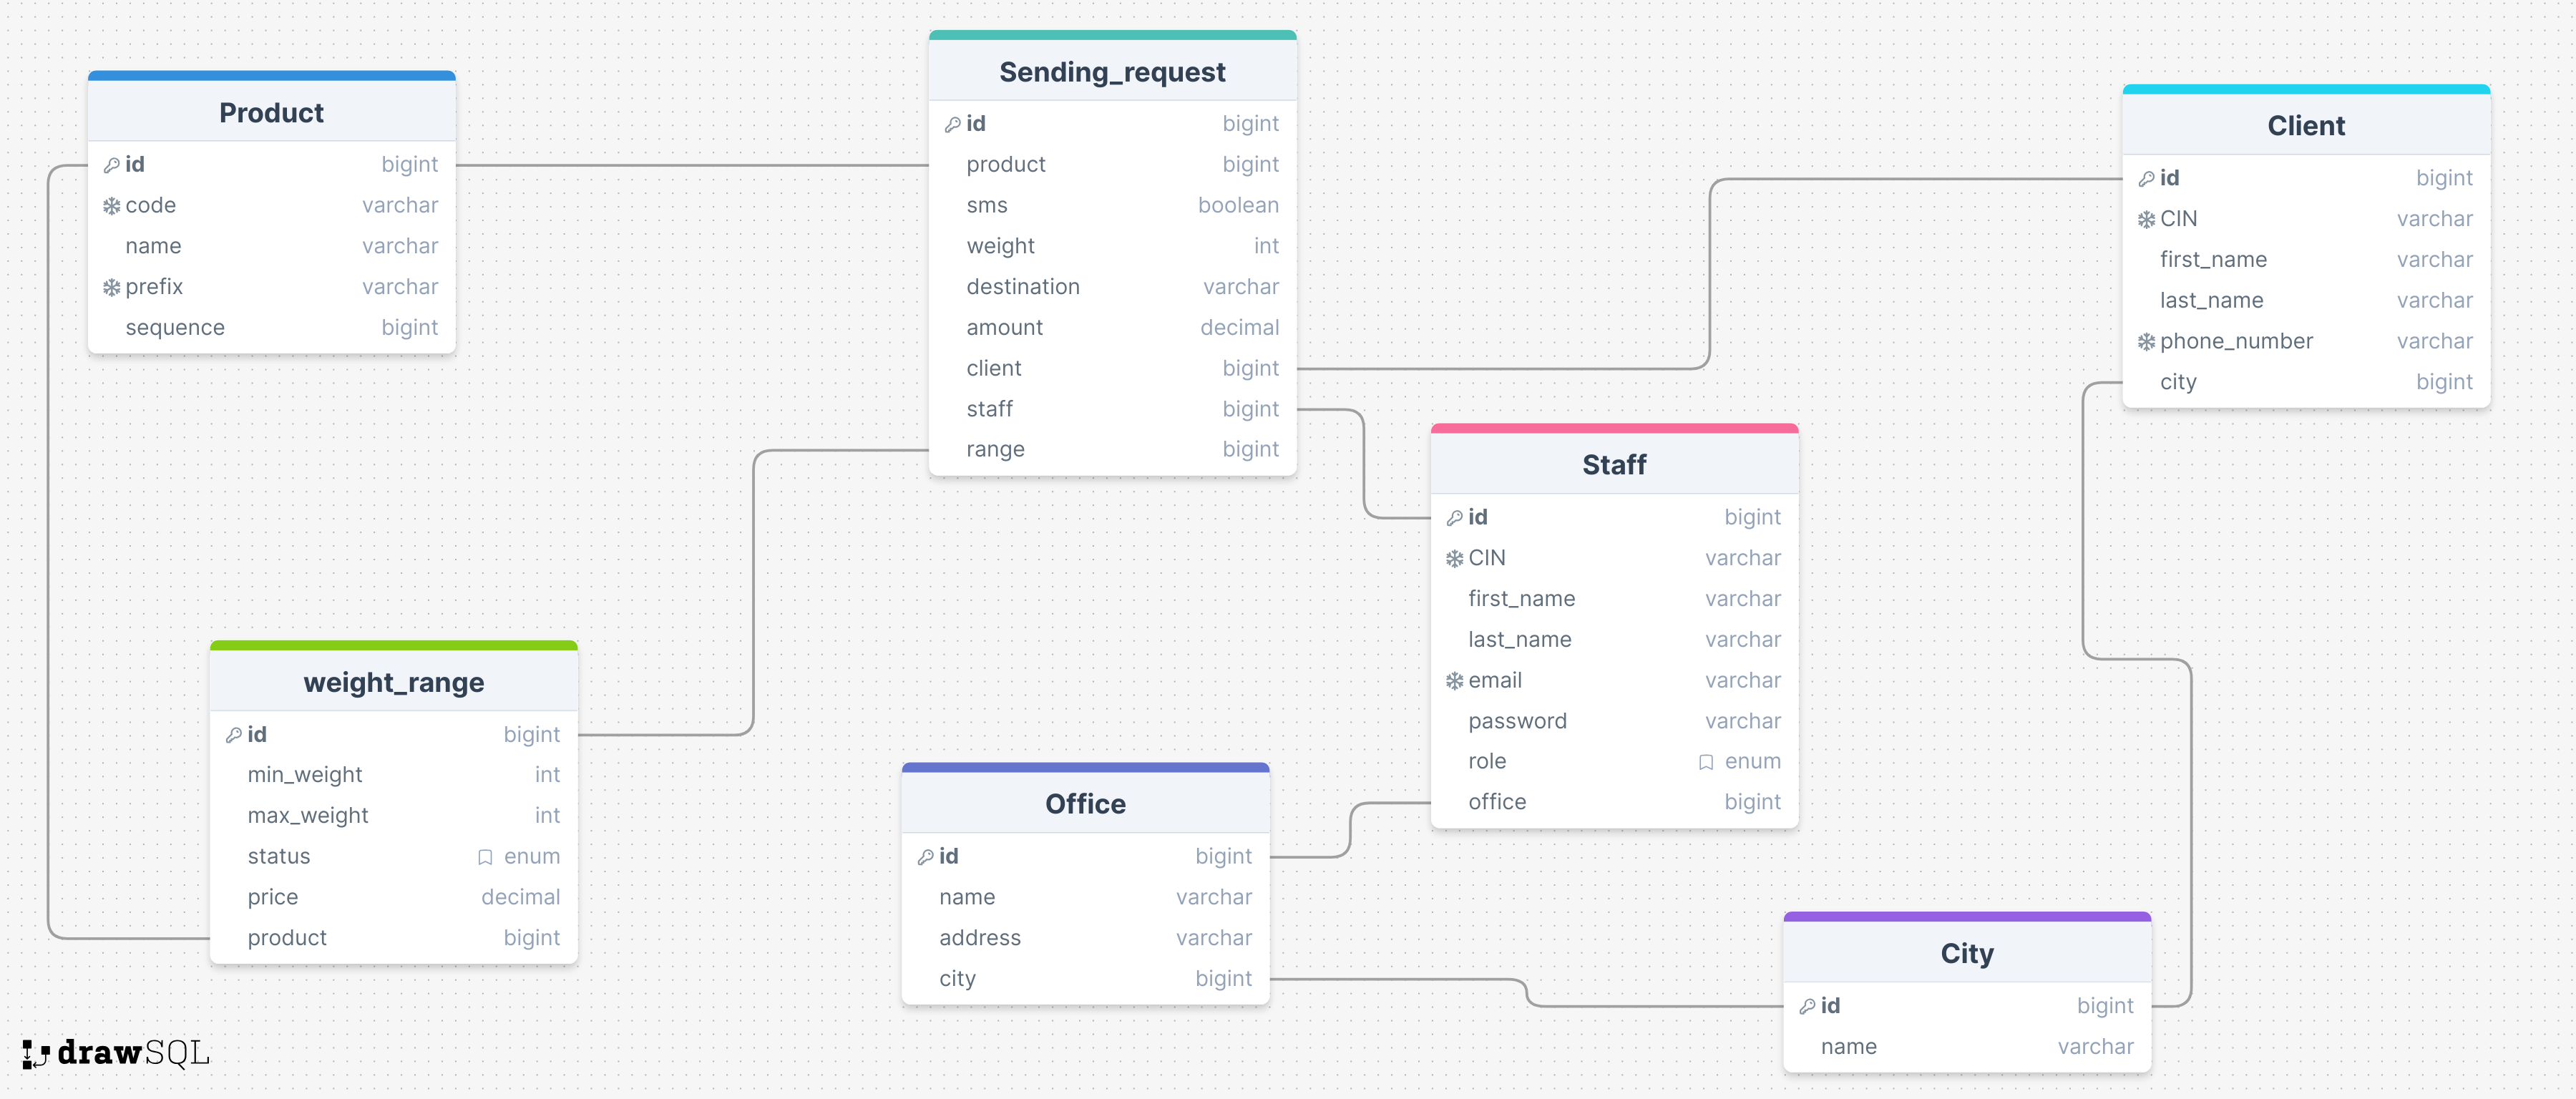 Product
id bigint
code varchar
name varchar
prefix varchar
sequence bigint
Sending_request
id bigint
product bigint
sms boolean
weight int
destination varchar
amount decimal
client bigint
staff bigint
range bigint
Client
id bigint
CIN varchar
first_name varchar
last_name varchar
phone_number varchar
city bigint
Staff
id bigint
CIN varchar
first_name varchar
last_name varchar
email varchar
password varchar
role enum
office bigint
weight_range
id bigint
min_weight int
max_weight int
status enum
price decimal
product bigint
Office
id bigint
name varchar
address varchar
city bigint
City
id bigint
name varchar
drawSQL